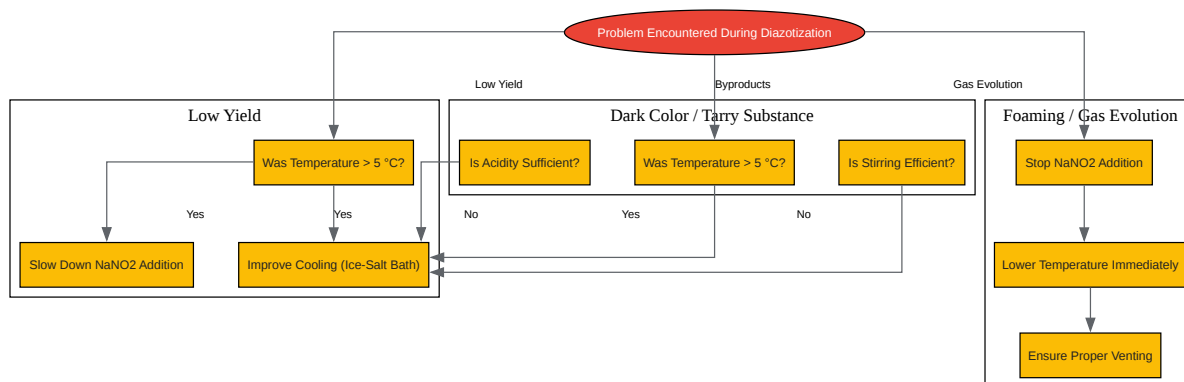 Problem Encountered During Diazotization
Low Yield
Byproducts
Gas Evolution
Low Yield
Dark Color / Tarry Substance
Foaming / Gas Evolution
Was Temperature > 5 °C?
Is Acidity Sufficient?
Was Temperature > 5 °C?
Is Stirring Efficient?
Stop NaNO2 Addition
Yes
Yes
No
Yes
No
Slow Down NaNO2 Addition
Improve Cooling (Ice-Salt Bath)
Lower Temperature Immediately
Ensure Proper Venting